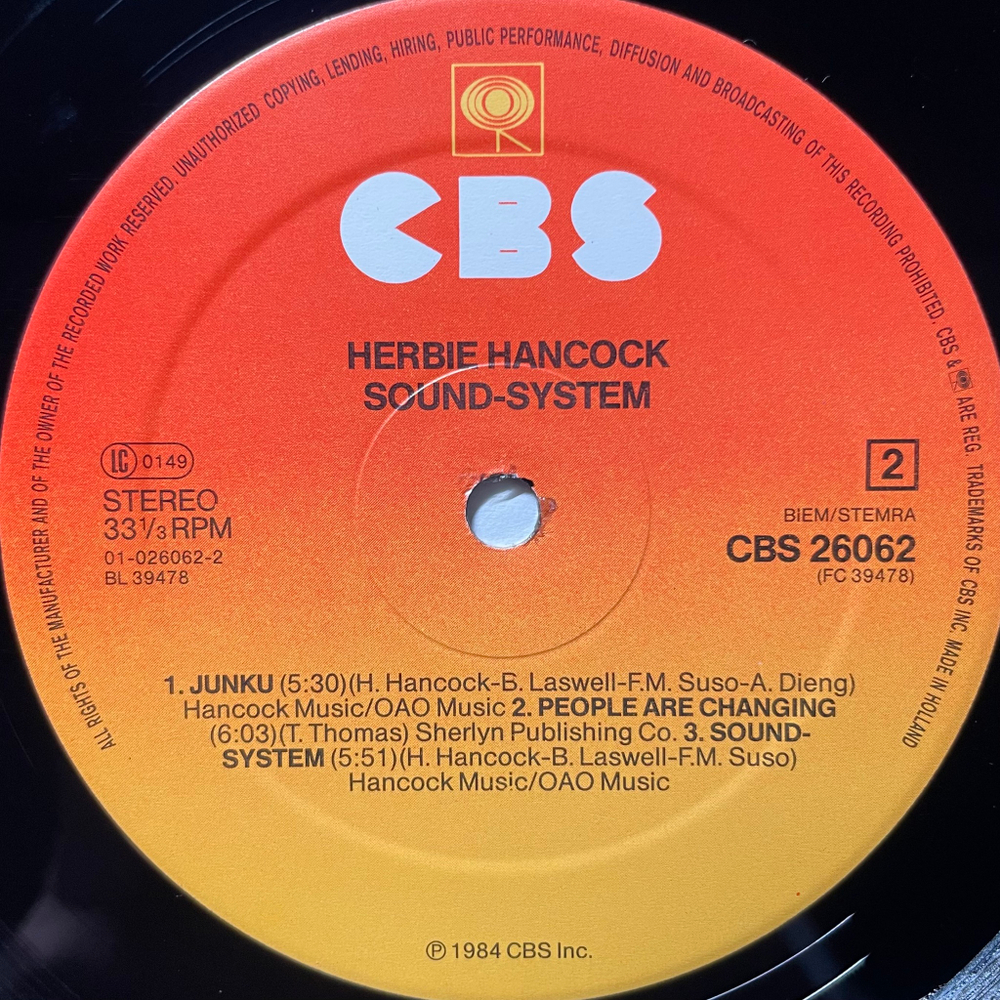 ALL RIGHTS OF THE MANUFACTURER AND OF THE OWNER OF THE RECORDED WORK RESERVED. UNAUTHORIZED COPYING, LENDING, HIRING, PUBLIC PERFORMANCE, DIFFUSION AND BROADCASTING OF THIS RECORDING PROHIBITED. CBS & ARE REG. TRADEMARKS OF CBS INC. MADE IN HOLLAND
CBS
HERBIE HANCOCK
SOUND-SYSTEM
LC 0149
STEREO
33⅓ RPM
01-026062-2
BL 39478
2
BIEM/STEMRA
CBS 26062
(FC 39478)
1. JUNKU (5:30)(H. Hancock-B. Laswell-F.M. Suso-A. Dieng)
Hancock Music/OAO Music 2. PEOPLE ARE CHANGING
(6:03)(T. Thomas) Sherlyn Publishing Co. 3. SOUND-
SYSTEM (5:51)(H. Hancock-B. Laswell-F.M. Suso)
Hancock Music/OAO Music
℗ 1984 CBS Inc.